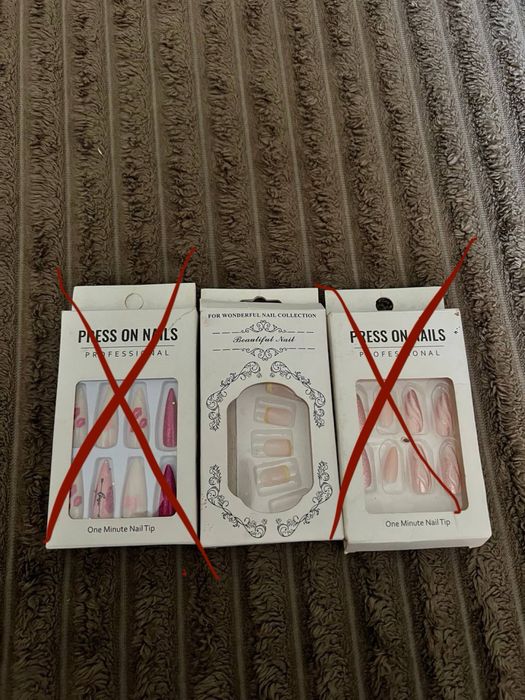 PRESS ON NAILS
PROFESSIONAL
One Minute Nail Tip
FOR WONDERFUL NAIL COLLECTION
Beautiful Nail
PRESS ON NAILS
PROFESSIONAL
One Minute Nail Tip